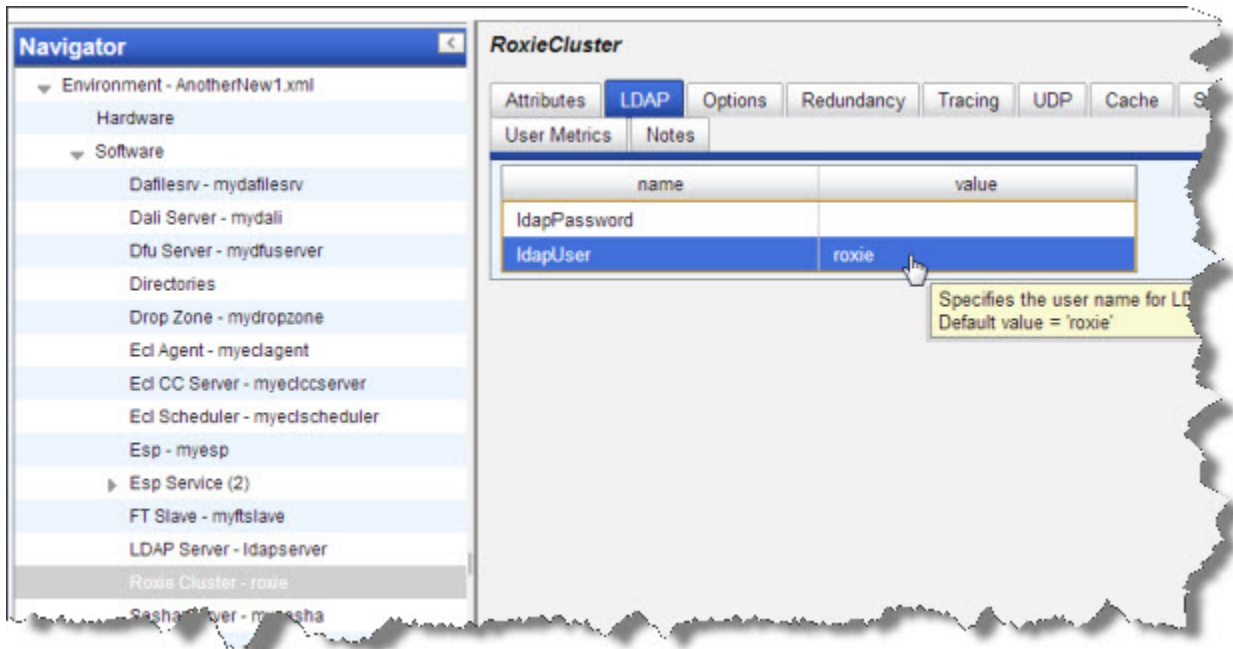 Navigator
Environment - AnotherNew1.xml
Hardware
Software
Dafilesrv - mydafilesrv
Dali Server - mydali
Dfu Server - mydfuserver
Directories
Drop Zone - mydropzone
Ecl Agent - myeclagent
Ecl CC Server - myeclccserver
Ecl Scheduler - myeclscheduler
Esp - myesp
Esp Service (2)
FT Slave - myftslave
LDAP Server - ldapserver
Roxie Cluster - roxie
RoxieCluster
Attributes LDAP Options Redundancy Tracing UDP Cache
User Metrics Notes
name value
ldapPassword
ldapUser roxie
Specifies the user name for
Default value = 'roxie'